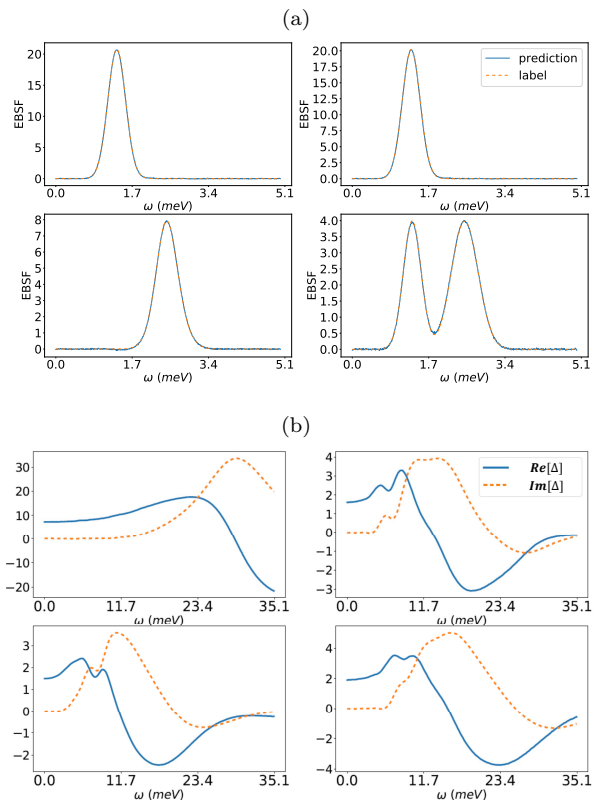 (a)
EBSF
20
15
10
5
0
0.0 1.7 3.4 5.1
ω (meV)
EBSF
20.0
17.5
15.0
12.5
10.0
7.5
5.0
2.5
0.0
0.0 1.7 3.4 5.1
ω (meV)
prediction
label
EBSF
8
7
6
5
4
3
2
1
0
0.0 1.7 3.4 5.1
ω (meV)
EBSF
4.0
3.5
3.0
2.5
2.0
1.5
1.0
0.5
0.0
0.0 1.7 3.4 5.1
ω (meV)
(b)
30
20
10
0
−10
−20
0.0 11.7 23.4 35.1
ω (meV)
4
3
2
1
0
−1
−2
−3
0.0 11.7 23.4 35.1
ω (meV)
Re[Δ]
Im[Δ]
3
2
1
0
−1
−2
0.0 11.7 23.4 35.1
ω (meV)
4
2
0
−2
−4
0.0 11.7 23.4 35.1
ω (meV)